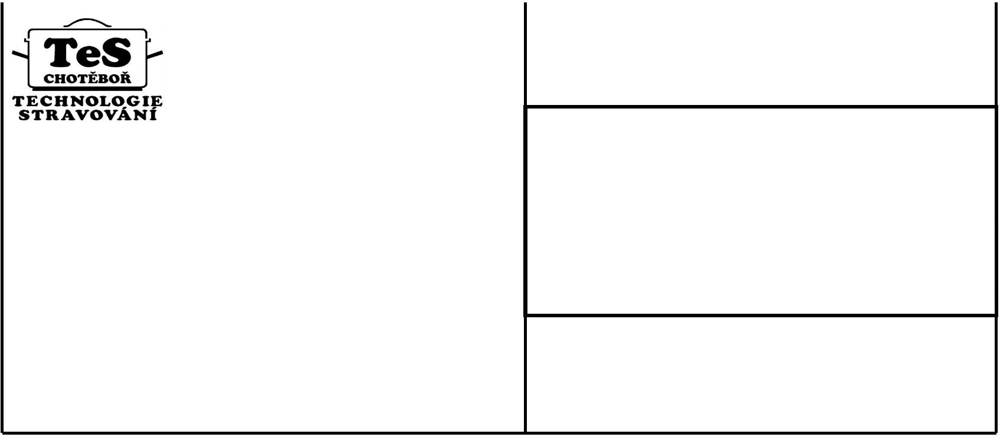 TeS
CHOTĚBOŘ
TECHNOLOGIE
STRAVOVÁNÍ